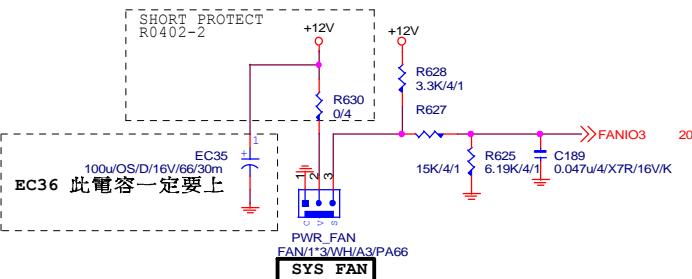 SHORT PROTECT
R0402-2
+12V
+12V
R628
3.3K/4/1
R630
0/4
R627
FANIO3
20
1
+
EC35
100u/OS/D/16V/66/30m
15K/4/1
R625
6.19K/4/1
C189
0.047u/4/X7R/16V/K
EC36 此電容一定要上
1
2
3
C
V
S
PWR_FAN
FAN/1*3/WH/A3/PA66
SYS FAN